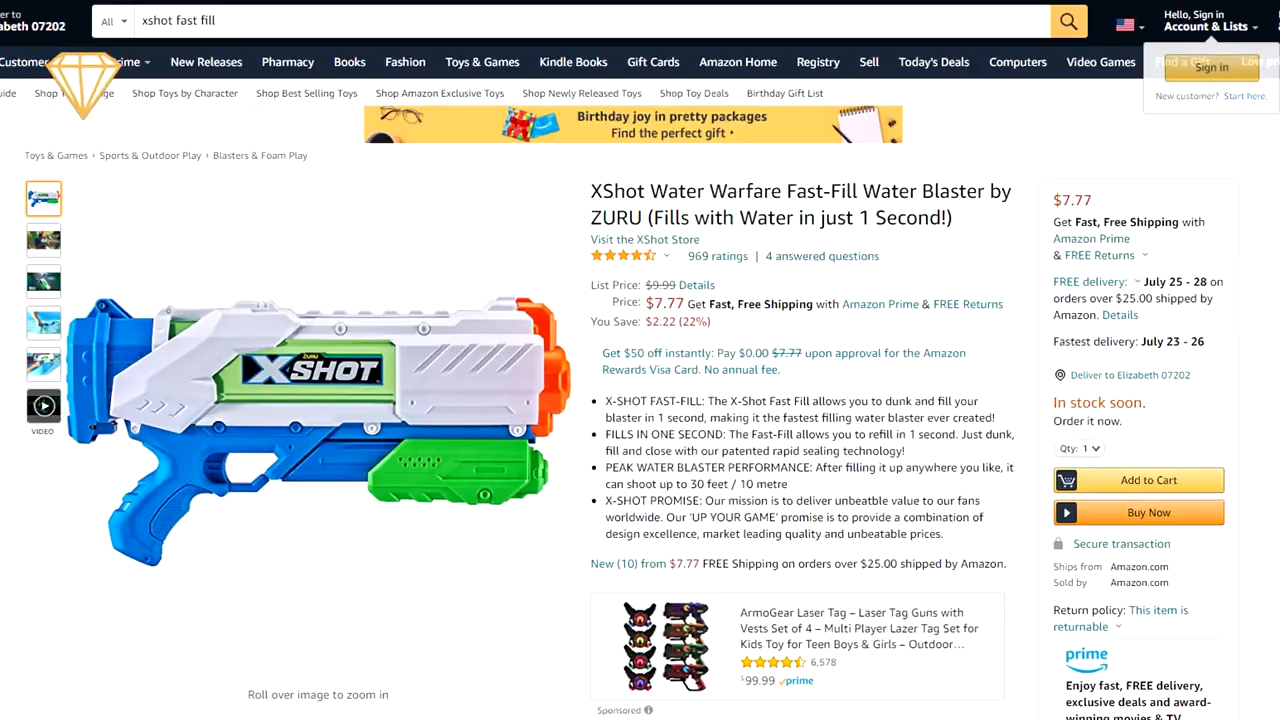 er to
abeth 07202
All
xshot fast fill
Hello, Sign in
Account & Lists
Customer
ime
New Releases
Pharmacy
Books
Fashion
Toys & Games
Kindle Books
Gift Cards
Amazon Home
Registry
Sell
Today's Deals
Computers
Video Games
Sign in
New customer? Start here.
ide
Shop
Shop Toys by Character
Shop Best Selling Toys
Shop Amazon Exclusive Toys
Shop Newly Released Toys
Shop Toy Deals
Birthday Gift List
Birthday joy in pretty packages
Find the perfect gift
Toys & Games › Sports & Outdoor Play › Blasters & Foam Play
VIDEO
ZURU
X SHOT
Roll over image to zoom in
XShot Water Warfare Fast-Fill Water Blaster by
ZURU (Fills with Water in just 1 Second!)
Visit the XShot Store
969 ratings | 4 answered questions
List Price: $9.99 Details
Price: $7.77 Get Fast, Free Shipping with Amazon Prime & FREE Returns
You Save: $2.22 (22%)
Get $50 off instantly: Pay $0.00 $7.77 upon approval for the Amazon
Rewards Visa Card. No annual fee.
• X-SHOT FAST-FILL: The X-Shot Fast Fill allows you to dunk and fill your
blaster in 1 second, making it the fastest filling water blaster ever created!
• FILLS IN ONE SECOND: The Fast-Fill allows you to refill in 1 second. Just dunk,
fill and close with our patented rapid sealing technology!
• PEAK WATER BLASTER PERFORMANCE: After filling it up anywhere you like, it
can shoot up to 30 feet / 10 metre
• X-SHOT PROMISE: Our mission is to deliver unbeatble value to our fans
worldwide. Our 'UP YOUR GAME' promise is to provide a combination of
design excellence, market leading quality and unbeatable prices.
New (10) from $7.77 FREE Shipping on orders over $25.00 shipped by Amazon.
ArmoGear Laser Tag – Laser Tag Guns with
Vests Set of 4 – Multi Player Lazer Tag Set for
Kids Toy for Teen Boys & Girls – Outdoor…
6,578
$99.99 prime
Sponsored
$7.77
Get Fast, Free Shipping with
Amazon Prime
& FREE Returns
FREE delivery: July 25 - 28 on
orders over $25.00 shipped by
Amazon. Details
Fastest delivery: July 23 - 26
Deliver to Elizabeth 07202
In stock soon.
Order it now.
Qty: 1
Add to Cart
Buy Now
Secure transaction
Ships from Amazon.com
Sold by Amazon.com
Return policy: This item is
returnable
prime
Enjoy fast, FREE delivery,
exclusive deals and award-
winning movies & TV